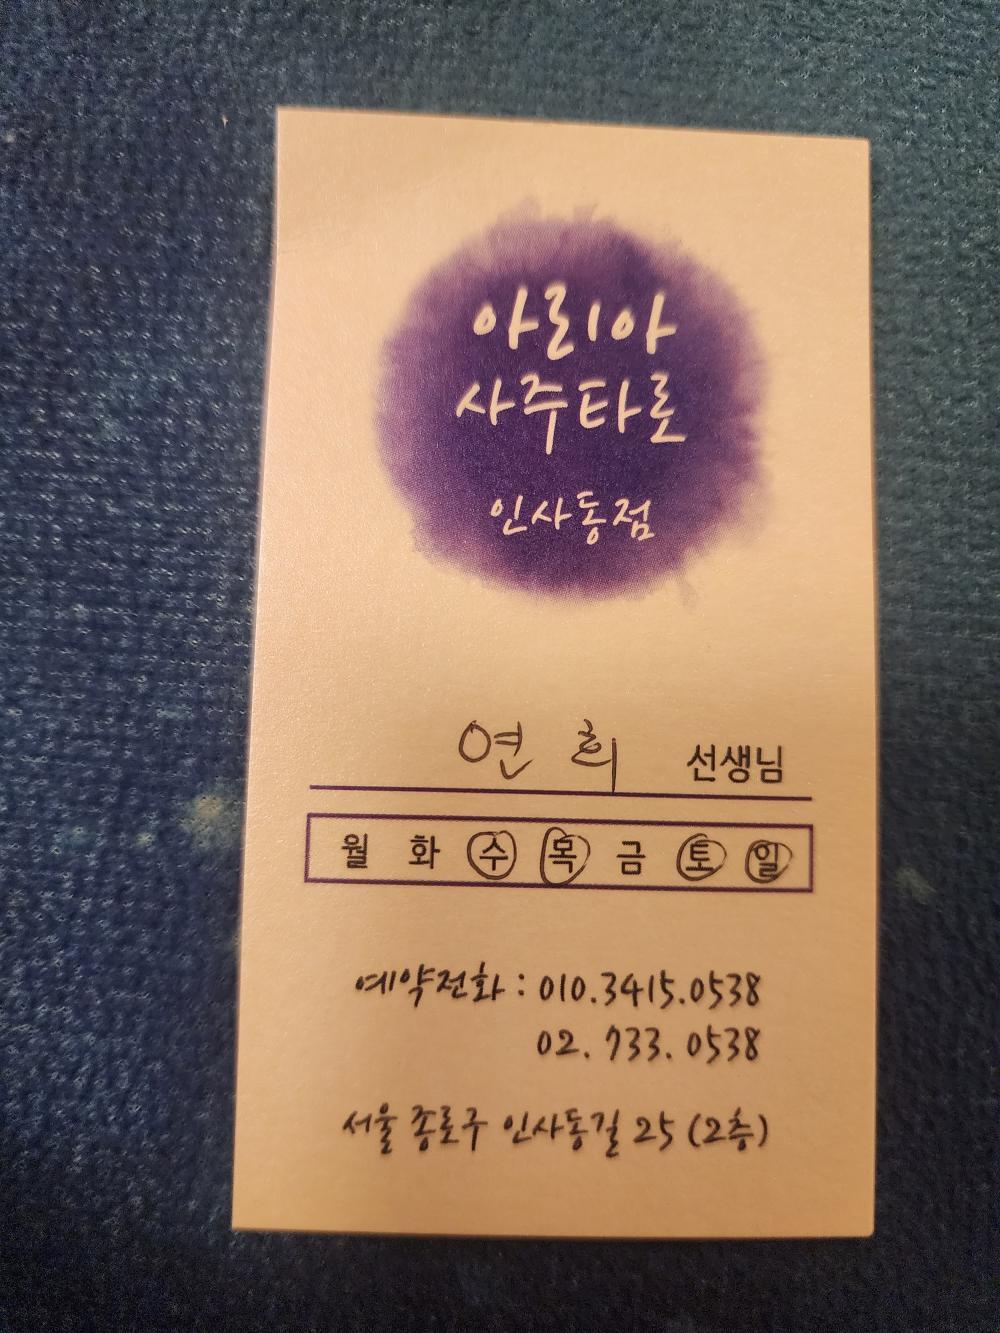 아리아
사주타로
인사동점
연희 선생님
월 화 수 목 금 토 일
예약전화 : 010.3415.0538
02. 733. 0538
서울 종로구 인사동길 25 (2층)